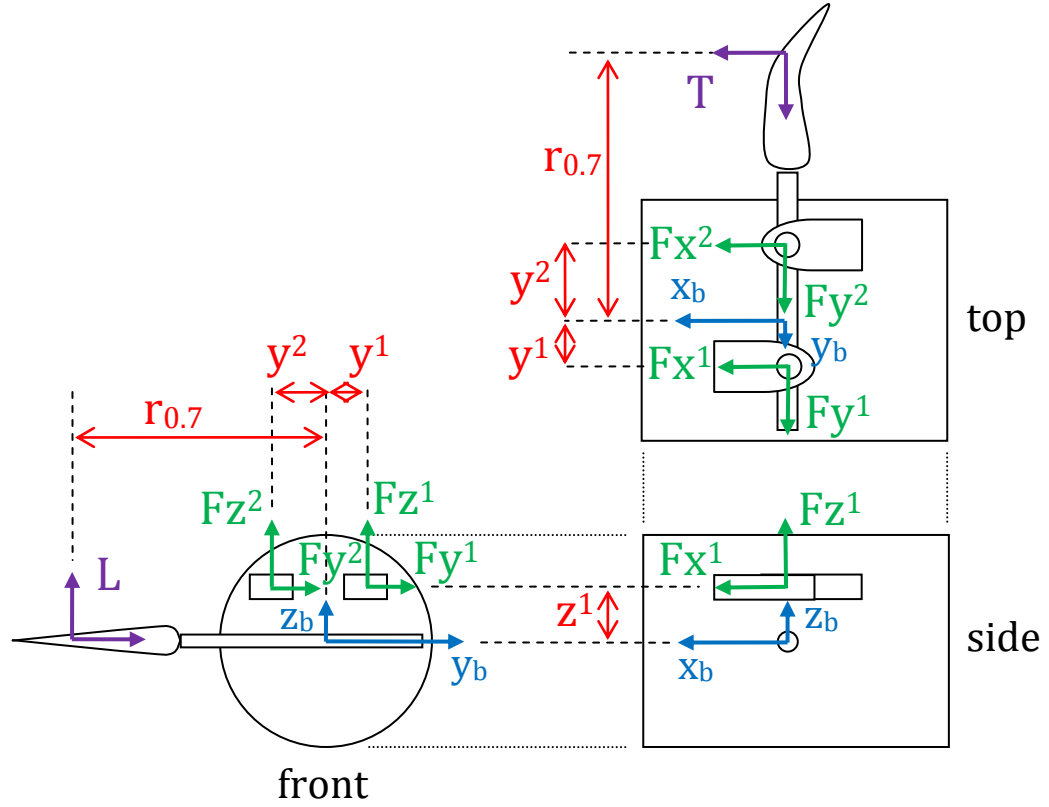 T
r0.7
Fx²
y²
xb
Fy²
top
yb
y¹
Fx¹
Fy¹
y² y¹
r0.7
Fz² Fz¹
Fz¹
L
Fy² Fy¹
Fx¹
zb
z¹
zb
yb
xb
side
front